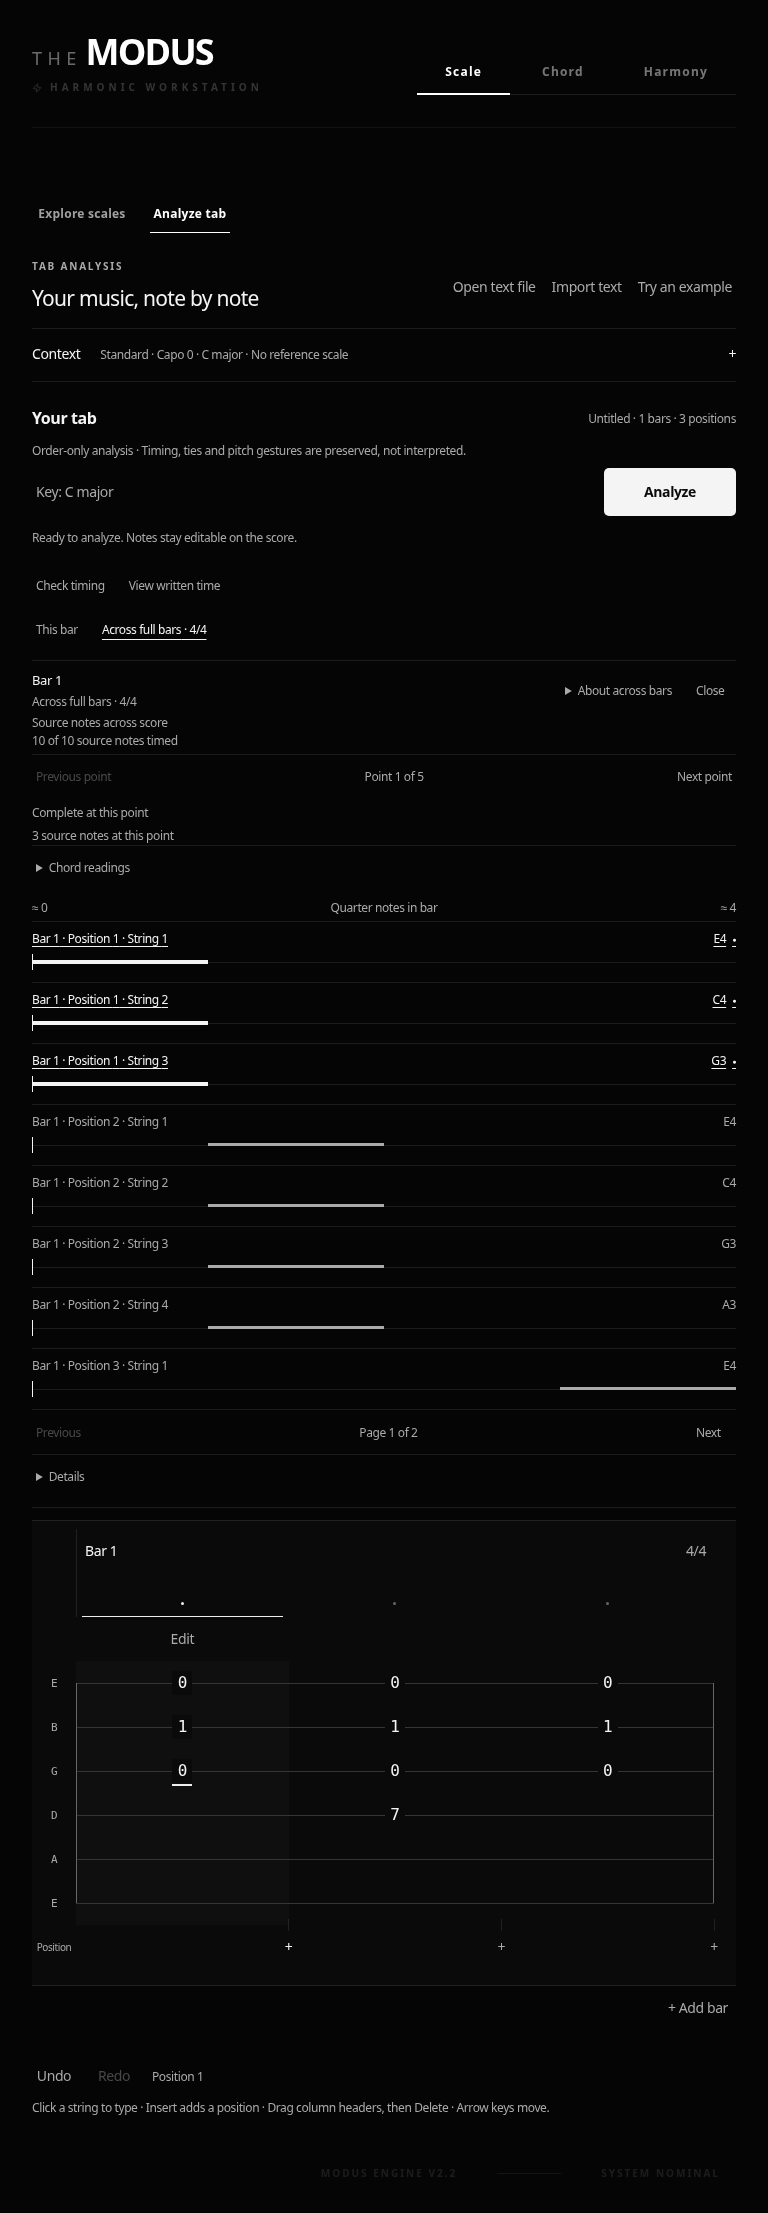 THE MODUS
HARMONIC WORKSTATION
Scale Chord Harmony
Explore scales Analyze tab
TAB ANALYSIS
Your music, note by note
Open text file Import text Try an example
Context Standard · Capo 0 · C major · No reference scale +
Your tab Untitled · 1 bars · 3 positions
Order-only analysis · Timing, ties and pitch gestures are preserved, not interpreted.
Key: C major Analyze
Ready to analyze. Notes stay editable on the score.
Check timing View written time
This bar Across full bars · 4/4
Bar 1
Across full bars · 4/4
▶ About across bars Close
Source notes across score
10 of 10 source notes timed
Previous point Point 1 of 5 Next point
Complete at this point
3 source notes at this point
▶ Chord readings
≈ 0 Quarter notes in bar ≈ 4
Bar 1 · Position 1 · String 1 E4 •
Bar 1 · Position 1 · String 2 C4 •
Bar 1 · Position 1 · String 3 G3 •
Bar 1 · Position 2 · String 1 E4
Bar 1 · Position 2 · String 2 C4
Bar 1 · Position 2 · String 3 G3
Bar 1 · Position 2 · String 4 A3
Bar 1 · Position 3 · String 1 E4
Previous Page 1 of 2 Next
▶ Details
Bar 1 4/4
• • •
Edit
E 0 0 0
B 1 1 1
G 0 0 0
D 7
A
E
Position + + +
+ Add bar
Undo Redo Position 1
Click a string to type · Insert adds a position · Drag column headers, then Delete · Arrow keys move.
MODUS ENGINE V2.2 SYSTEM NOMINAL